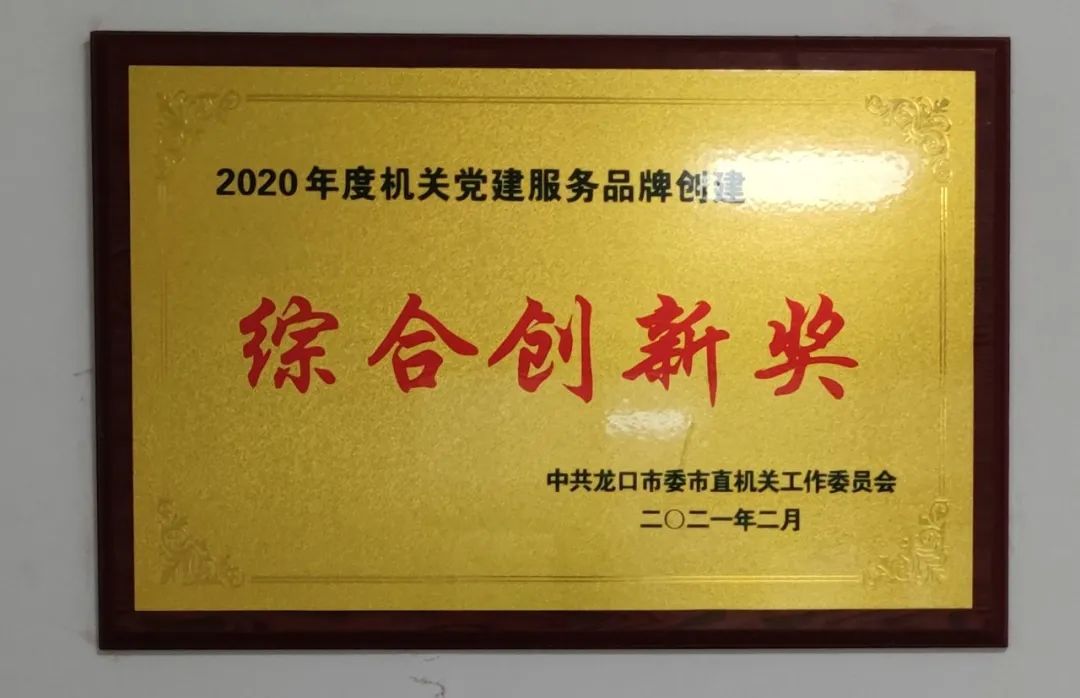 2020年度机关党建服务品牌创建
综合创新奖
中共龙口市委市直机关工作委员会
二〇二一年二月